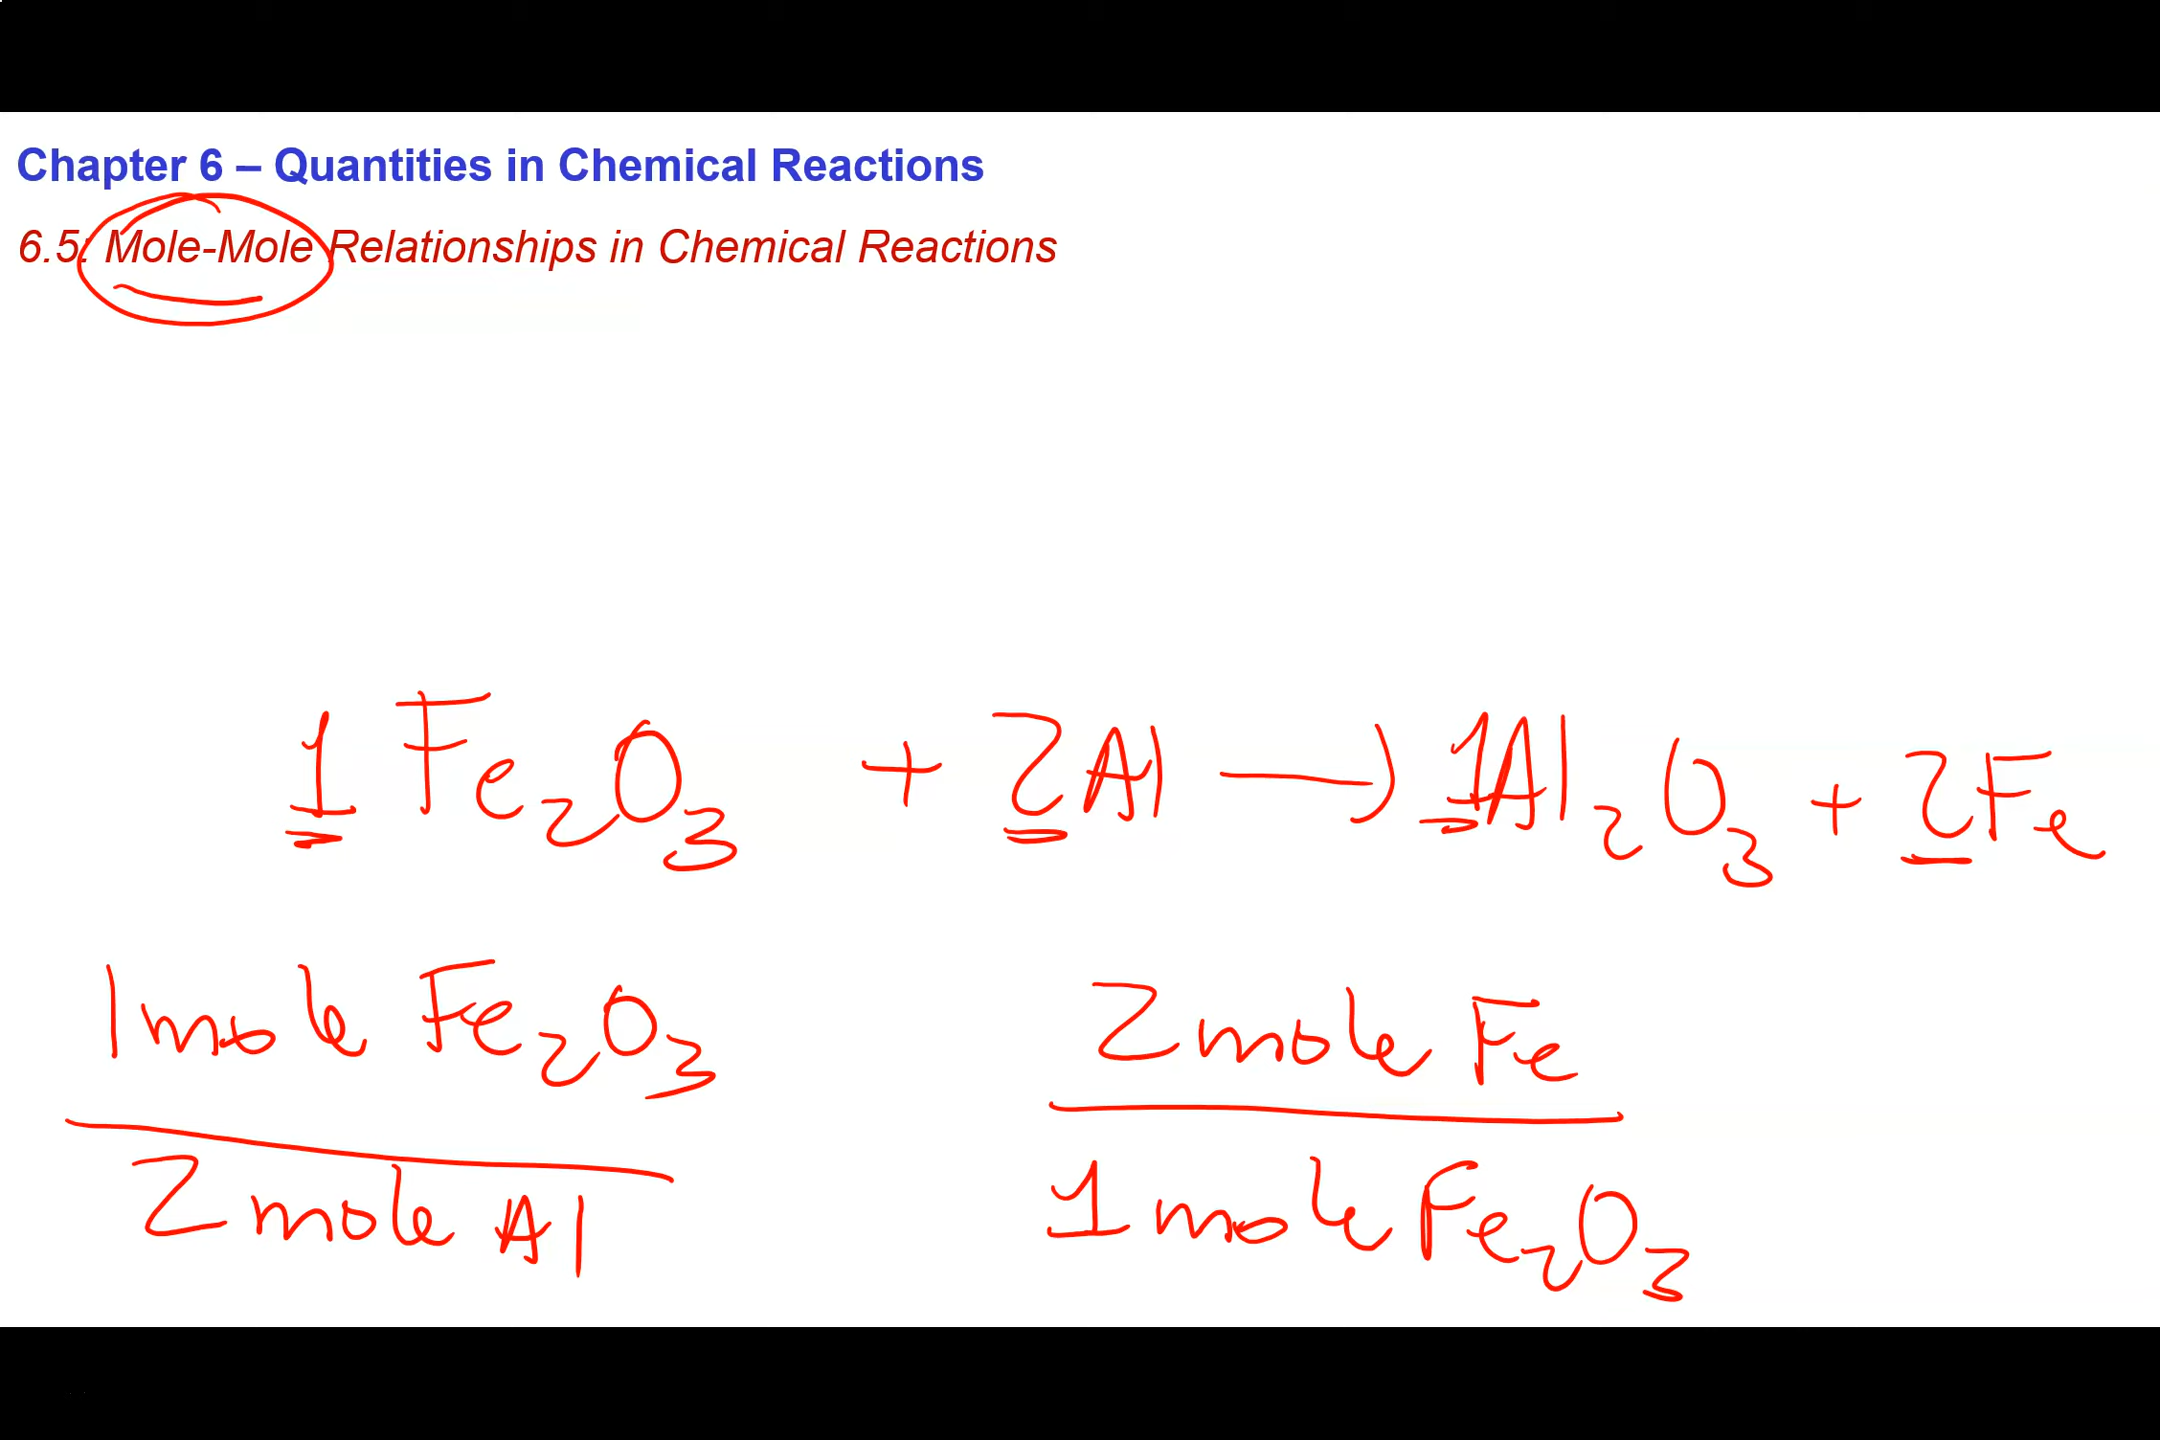 Chapter 6 – Quantities in Chemical Reactions
6.5: Mole-Mole Relationships in Chemical Reactions
1 Fe₂O₃ + 2Al → 1Al₂O₃ + 2Fe
1 mole Fe₂O₃
2 mole Al
2 mole Fe
1 mole Fe₂O₃